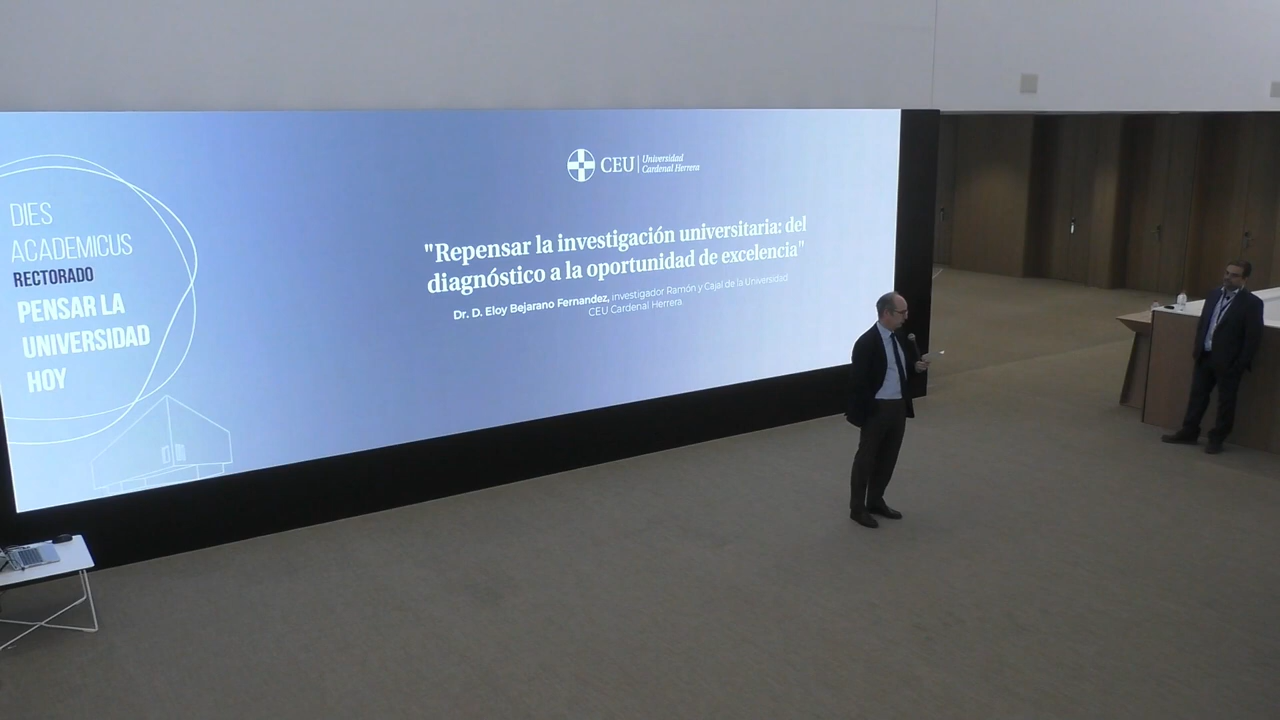 DIES
ACADEMICUS
RECTORADO
PENSAR LA
UNIVERSIDAD
HOY
CEU Universidad
Cardenal Herrera
"Repensar la investigación universitaria: del
diagnóstico a la oportunidad de excelencia"
Dr. D. Eloy Bejarano Fernandez, Investigador Ramón y Cajal de la Universidad
CEU Cardenal Herrera